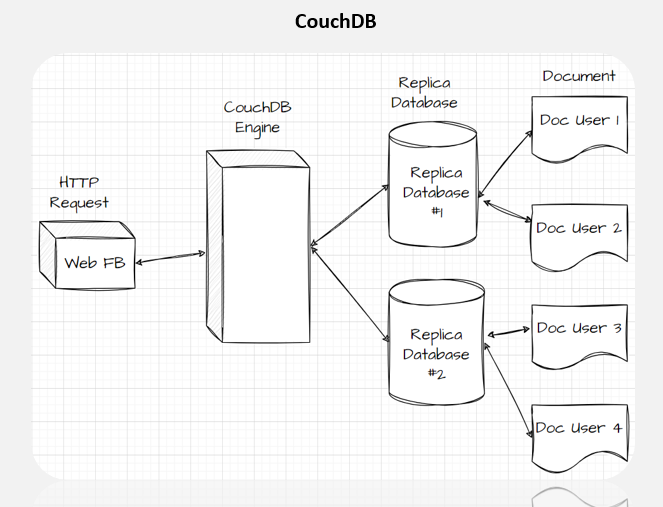 CouchDB
Document
Replica
Database
CouchDB
Engine
HTTP
Request
Web FB
Replica
Database
#1
Replica
Database
#2
Doc User 1
Doc User 2
Doc User 3
Doc User 4